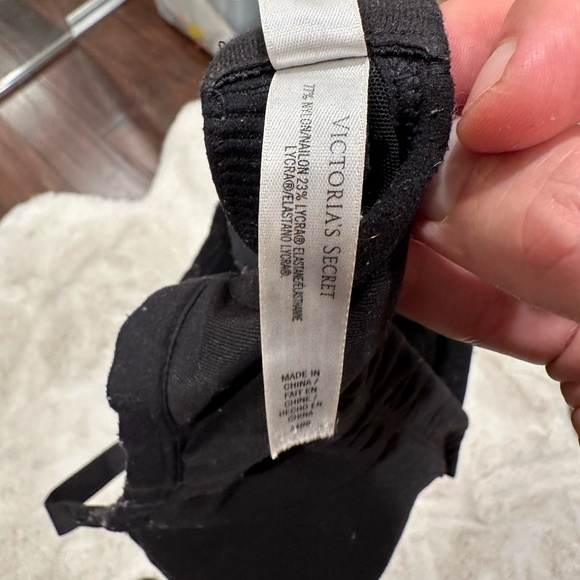 VICTORIA'S SECRET
77% NYLON/NAILON 23% LYCRA® ELASTANE/ÉLASTHANNE
LYCRA®/ELASTANO LYCRA®.
MADE IN
CHINA /
FAIT EN
CHINE /
HECHO EN
CHINA